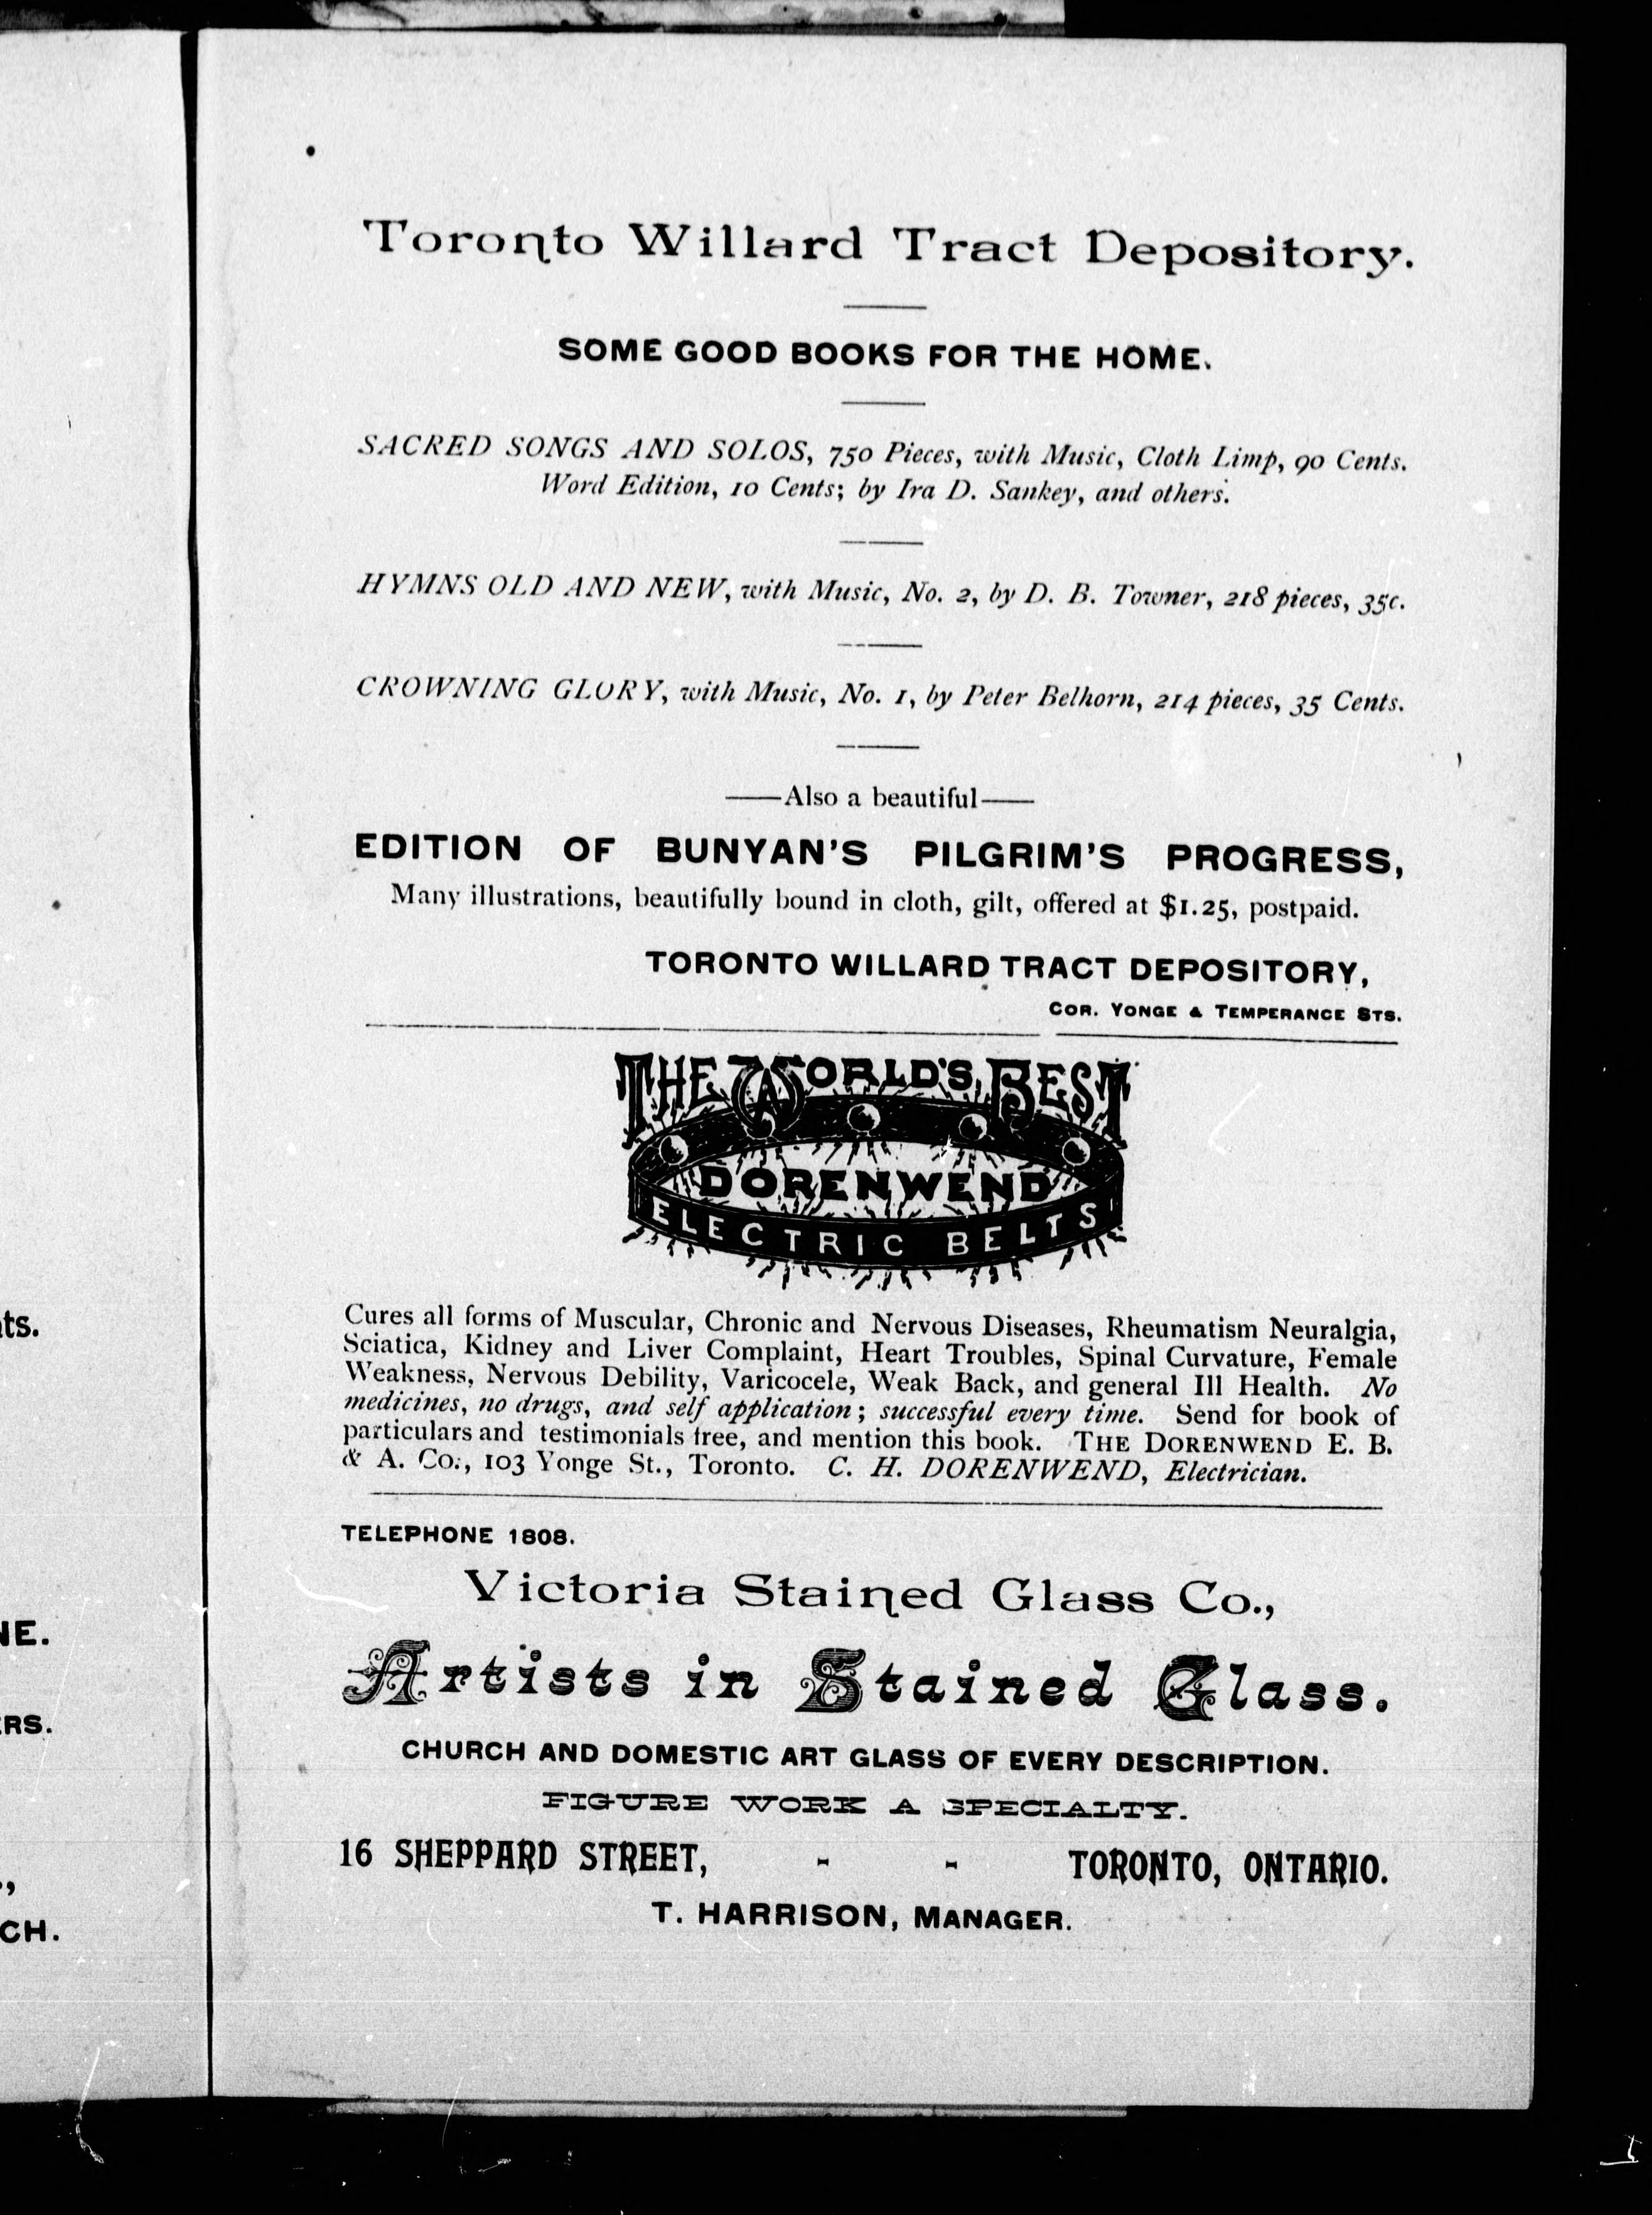 Toronto Willard Tract Depository.
SOME GOOD BOOKS FOR THE HOME.
SACRED SONGS AND SOLOS, 750 Pieces, with Music, Cloth Limp, 90 Cents.
Word Edition, 10 Cents; by Ira D. Sankey, and others.
HYMNS OLD AND NEW, with Music, No. 2, by D. B. Towner, 218 pieces, 35c.
CROWNING GLORY, with Music, No. 1, by Peter Belhorn, 214 pieces, 35 Cents.
——Also a beautiful——
EDITION OF BUNYAN'S PILGRIM'S PROGRESS,
Many illustrations, beautifully bound in cloth, gilt, offered at $1.25, postpaid.
TORONTO WILLARD TRACT DEPOSITORY,
COR. YONGE & TEMPERANCE STS.
THE WORLD'S BEST
DORENWEND
ELECTRIC BELTS
Cures all forms of Muscular, Chronic and Nervous Diseases, Rheumatism Neuralgia,
Sciatica, Kidney and Liver Complaint, Heart Troubles, Spinal Curvature, Female
Weakness, Nervous Debility, Varicocele, Weak Back, and general Ill Health. No
medicines, no drugs, and self application; successful every time. Send for book of
particulars and testimonials free, and mention this book. THE DORENWEND E. B.
& A. Co., 103 Yonge St., Toronto. C. H. DORENWEND, Electrician.
TELEPHONE 1808.
Victoria Stained Glass Co.,
Artists in Stained Glass.
CHURCH AND DOMESTIC ART GLASS OF EVERY DESCRIPTION.
FIGURE WORK A SPECIALTY.
16 SHEPPARD STREET, - - TORONTO, ONTARIO.
T. HARRISON, MANAGER.